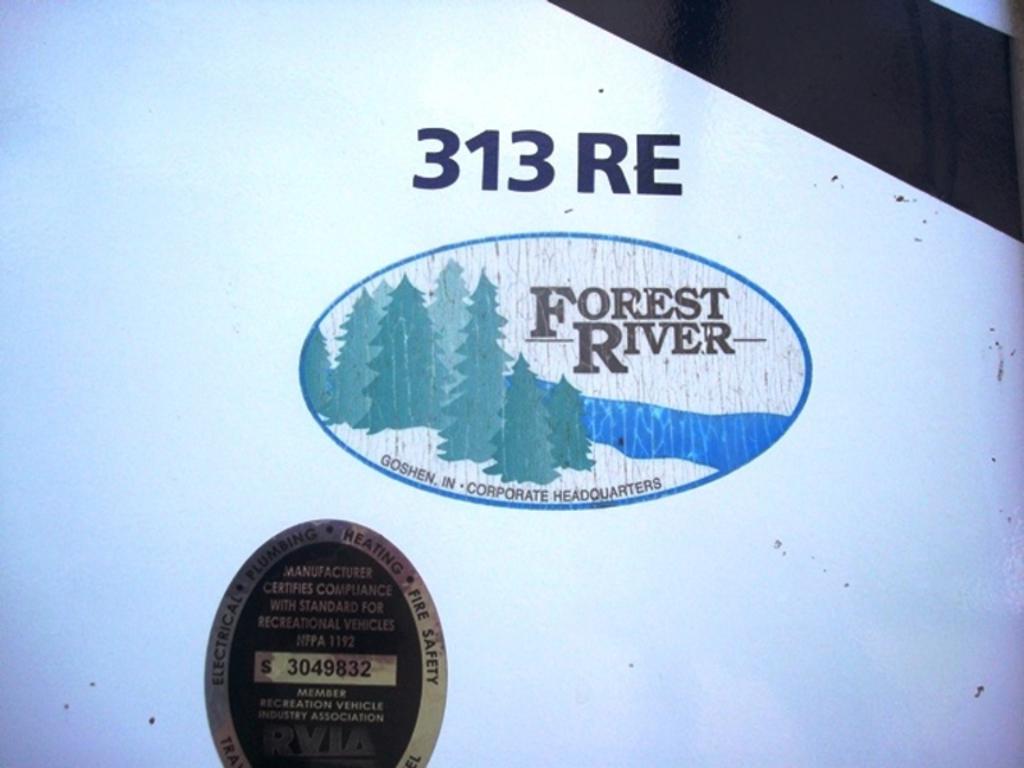 313 RE
FOREST
RIVER
GOSHEN, IN • CORPORATE HEADQUARTERS
ELECTRICAL • PLUMBING • HEATING • FIRE SAFETY
MANUFACTURER
CERTIFIES COMPLIANCE
WITH STANDARD FOR
RECREATIONAL VEHICLES
NFPA 1192
S 3049832
MEMBER
RECREATION VEHICLE
INDUSTRY ASSOCIATION
RVIA